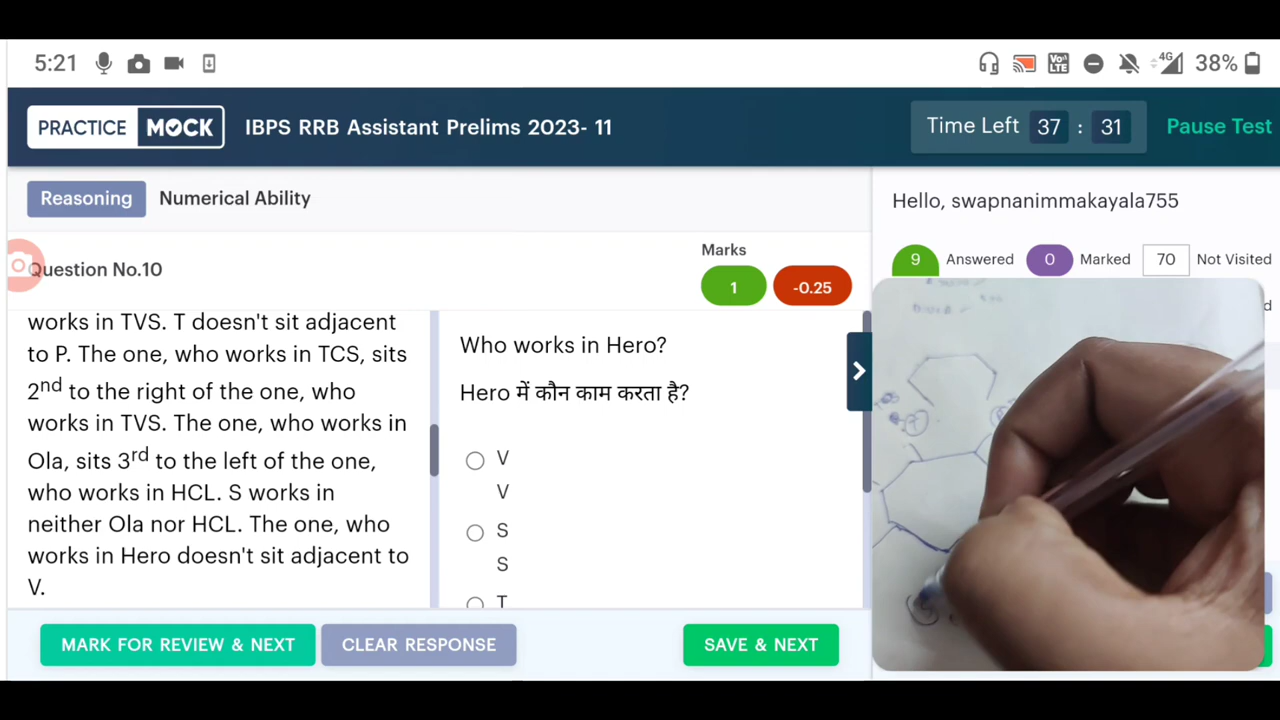 5:21 Vo) LTE 4G 38%
PRACTICE MOCK IBPS RRB Assistant Prelims 2023- 11 Time Left 37 : 31 Pause Test
Reasoning Numerical Ability
Hello, swapnanimmakayala755
Question No.10
Marks
1 -0.25
9 Answered 0 Marked 70 Not Visited
works in TVS. T doesn't sit adjacent
to P. The one, who works in TCS, sits
2nd to the right of the one, who
works in TVS. The one, who works in
Ola, sits 3rd to the left of the one,
who works in HCL. S works in
neither Ola nor HCL. The one, who
works in Hero doesn't sit adjacent to
V.
Who works in Hero?
Hero में कौन काम करता है?
V
V
S
S
T
MARK FOR REVIEW & NEXT CLEAR RESPONSE SAVE & NEXT